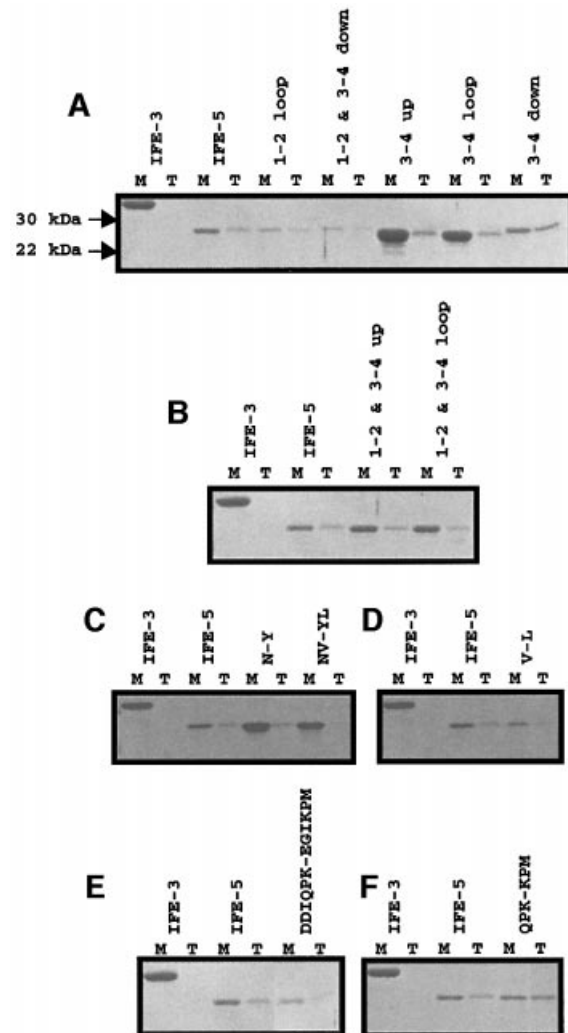 A
IFE-3
IFE-5
1-2 loop
1-2 & 3-4 down
3-4 up
3-4 loop
3-4 down
M T M T M T M T M T M T M T
30 kDa
22 kDa
B
IFE-3
IFE-5
1-2 & 3-4 up
1-2 & 3-4 loop
M T M T M T M T
C
IFE-3
IFE-5
N-Y
NV-YL
M T M T M T M T
D
IFE-3
IFE-5
V-L
M T M T M T
E
IFE-3
IFE-5
DDIQPK-EGIKPM
M T M T M T
F
IFE-3
IFE-5
QPK-KPM
M T M T M T